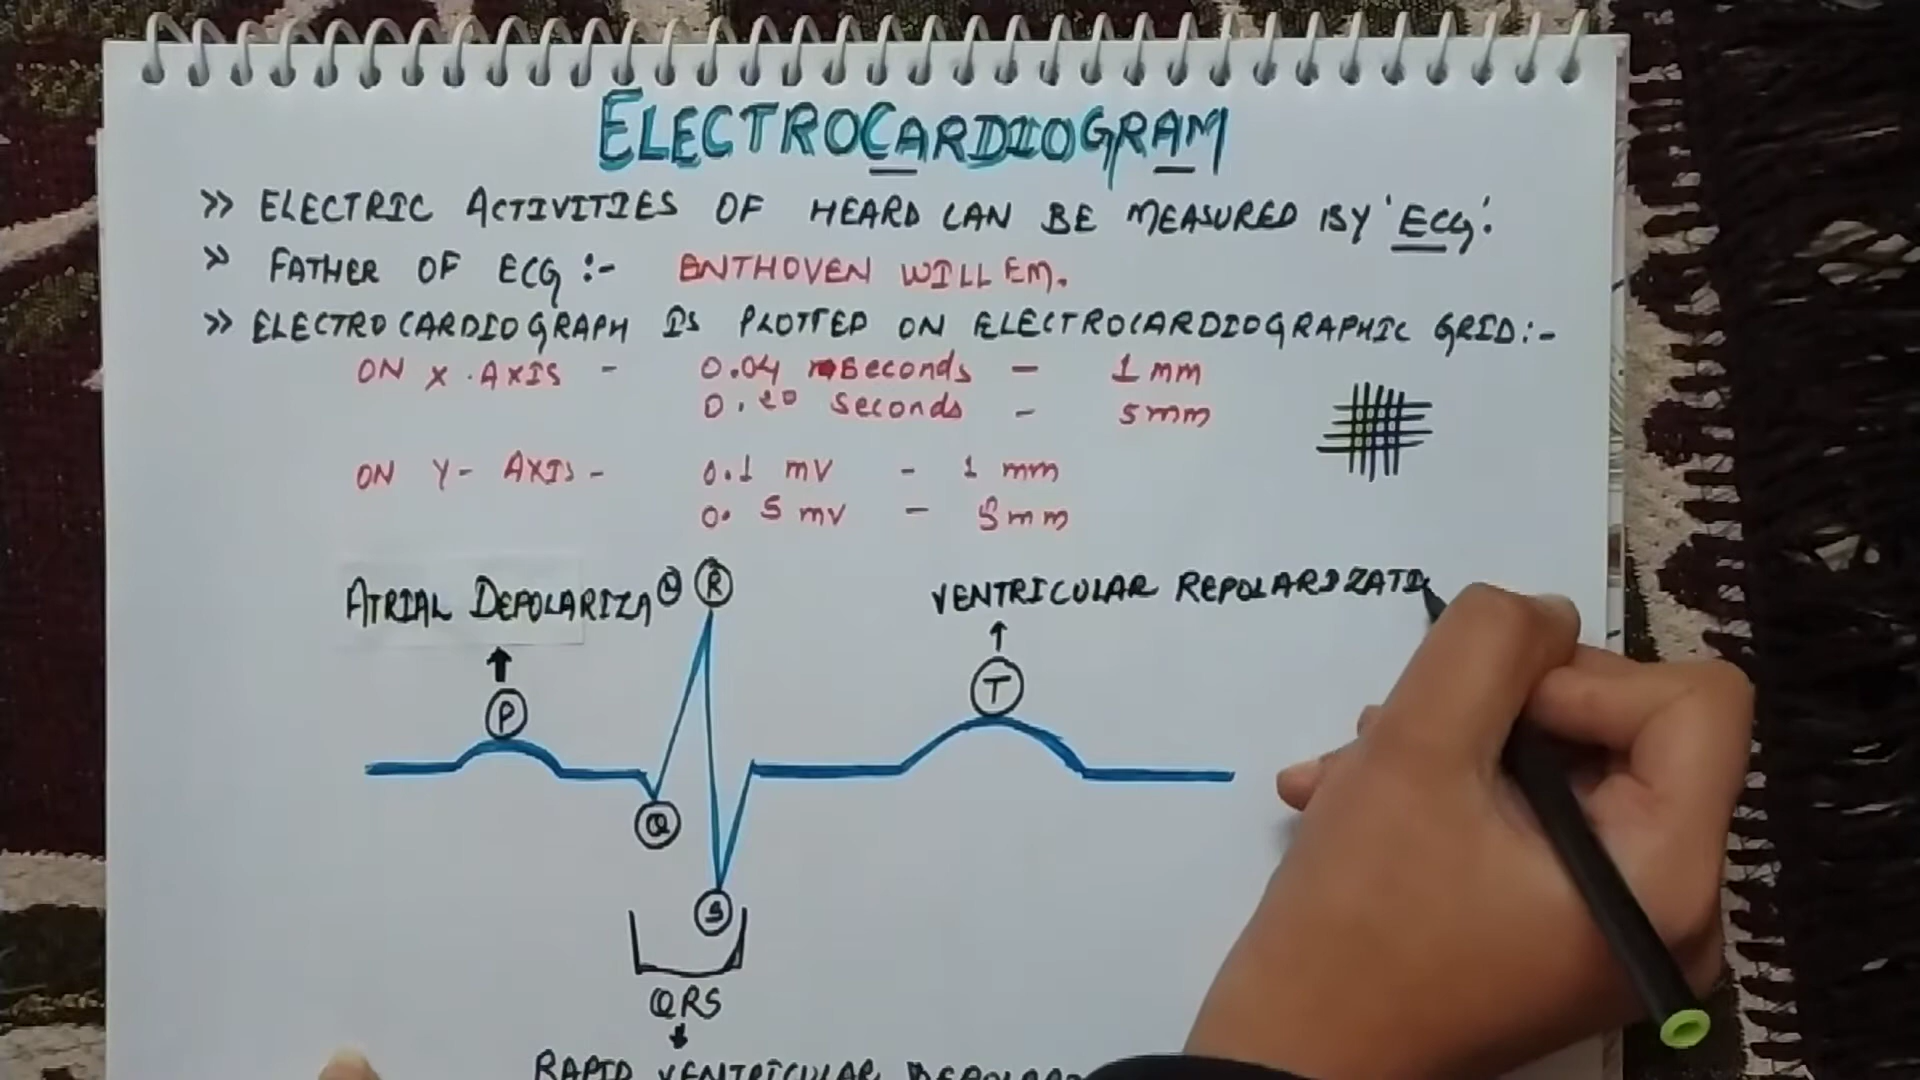 ELECTROCARDIOGRAM
» ELECTRIC ACTIVITIES OF HEARD CAN BE MEASURED BY 'ECG'.
» FATHER OF ECG :- ENTHOVEN WILLEM.
» ELECTROCARDIOGRAPH IS PLOTTED ON ELECTROCARDIOGRAPHIC GRID:-
ON X-AXIS - 0.04 seconds - 1 mm
0.20 seconds - 5mm
ON Y- AXIS - 0.1 mv - 1 mm
0.5 mv - 5mm
ATRIAL DEPOLARIZA
R
VENTRICULAR REPOLARIZATI
↑
↑
T
P
Q
S
QRS
↓
RAPID VENTRICULAR